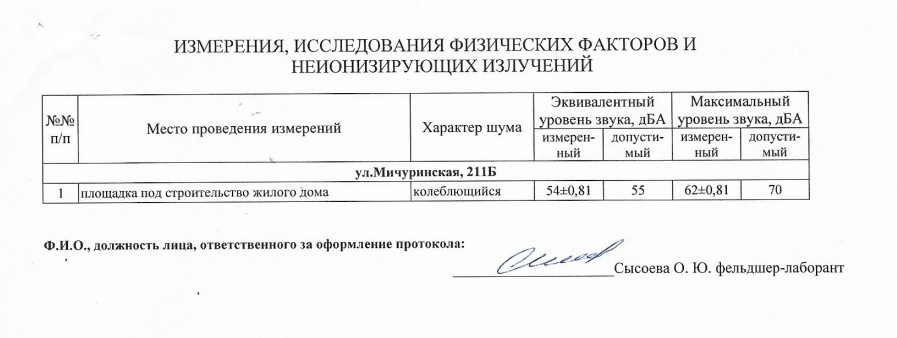 ИЗМЕРЕНИЯ, ИССЛЕДОВАНИЯ ФИЗИЧЕСКИХ ФАКТОРОВ И
НЕИОНИЗИРУЮЩИХ ИЗЛУЧЕНИЙ
№№ п/п
Место проведения измерений
Характер шума
Эквивалентный уровень звука, дБА
Максимальный уровень звука, дБА
измерен-ный
допусти-мый
измерен-ный
допусти-мый
ул.Мичуринская, 211Б
1 площадка под строительство жилого дома колеблющийся 54±0,81 55 62±0,81 70
Ф.И.О., должность лица, ответственного за оформление протокола:
Сысоева О. Ю. фельдшер-лаборант